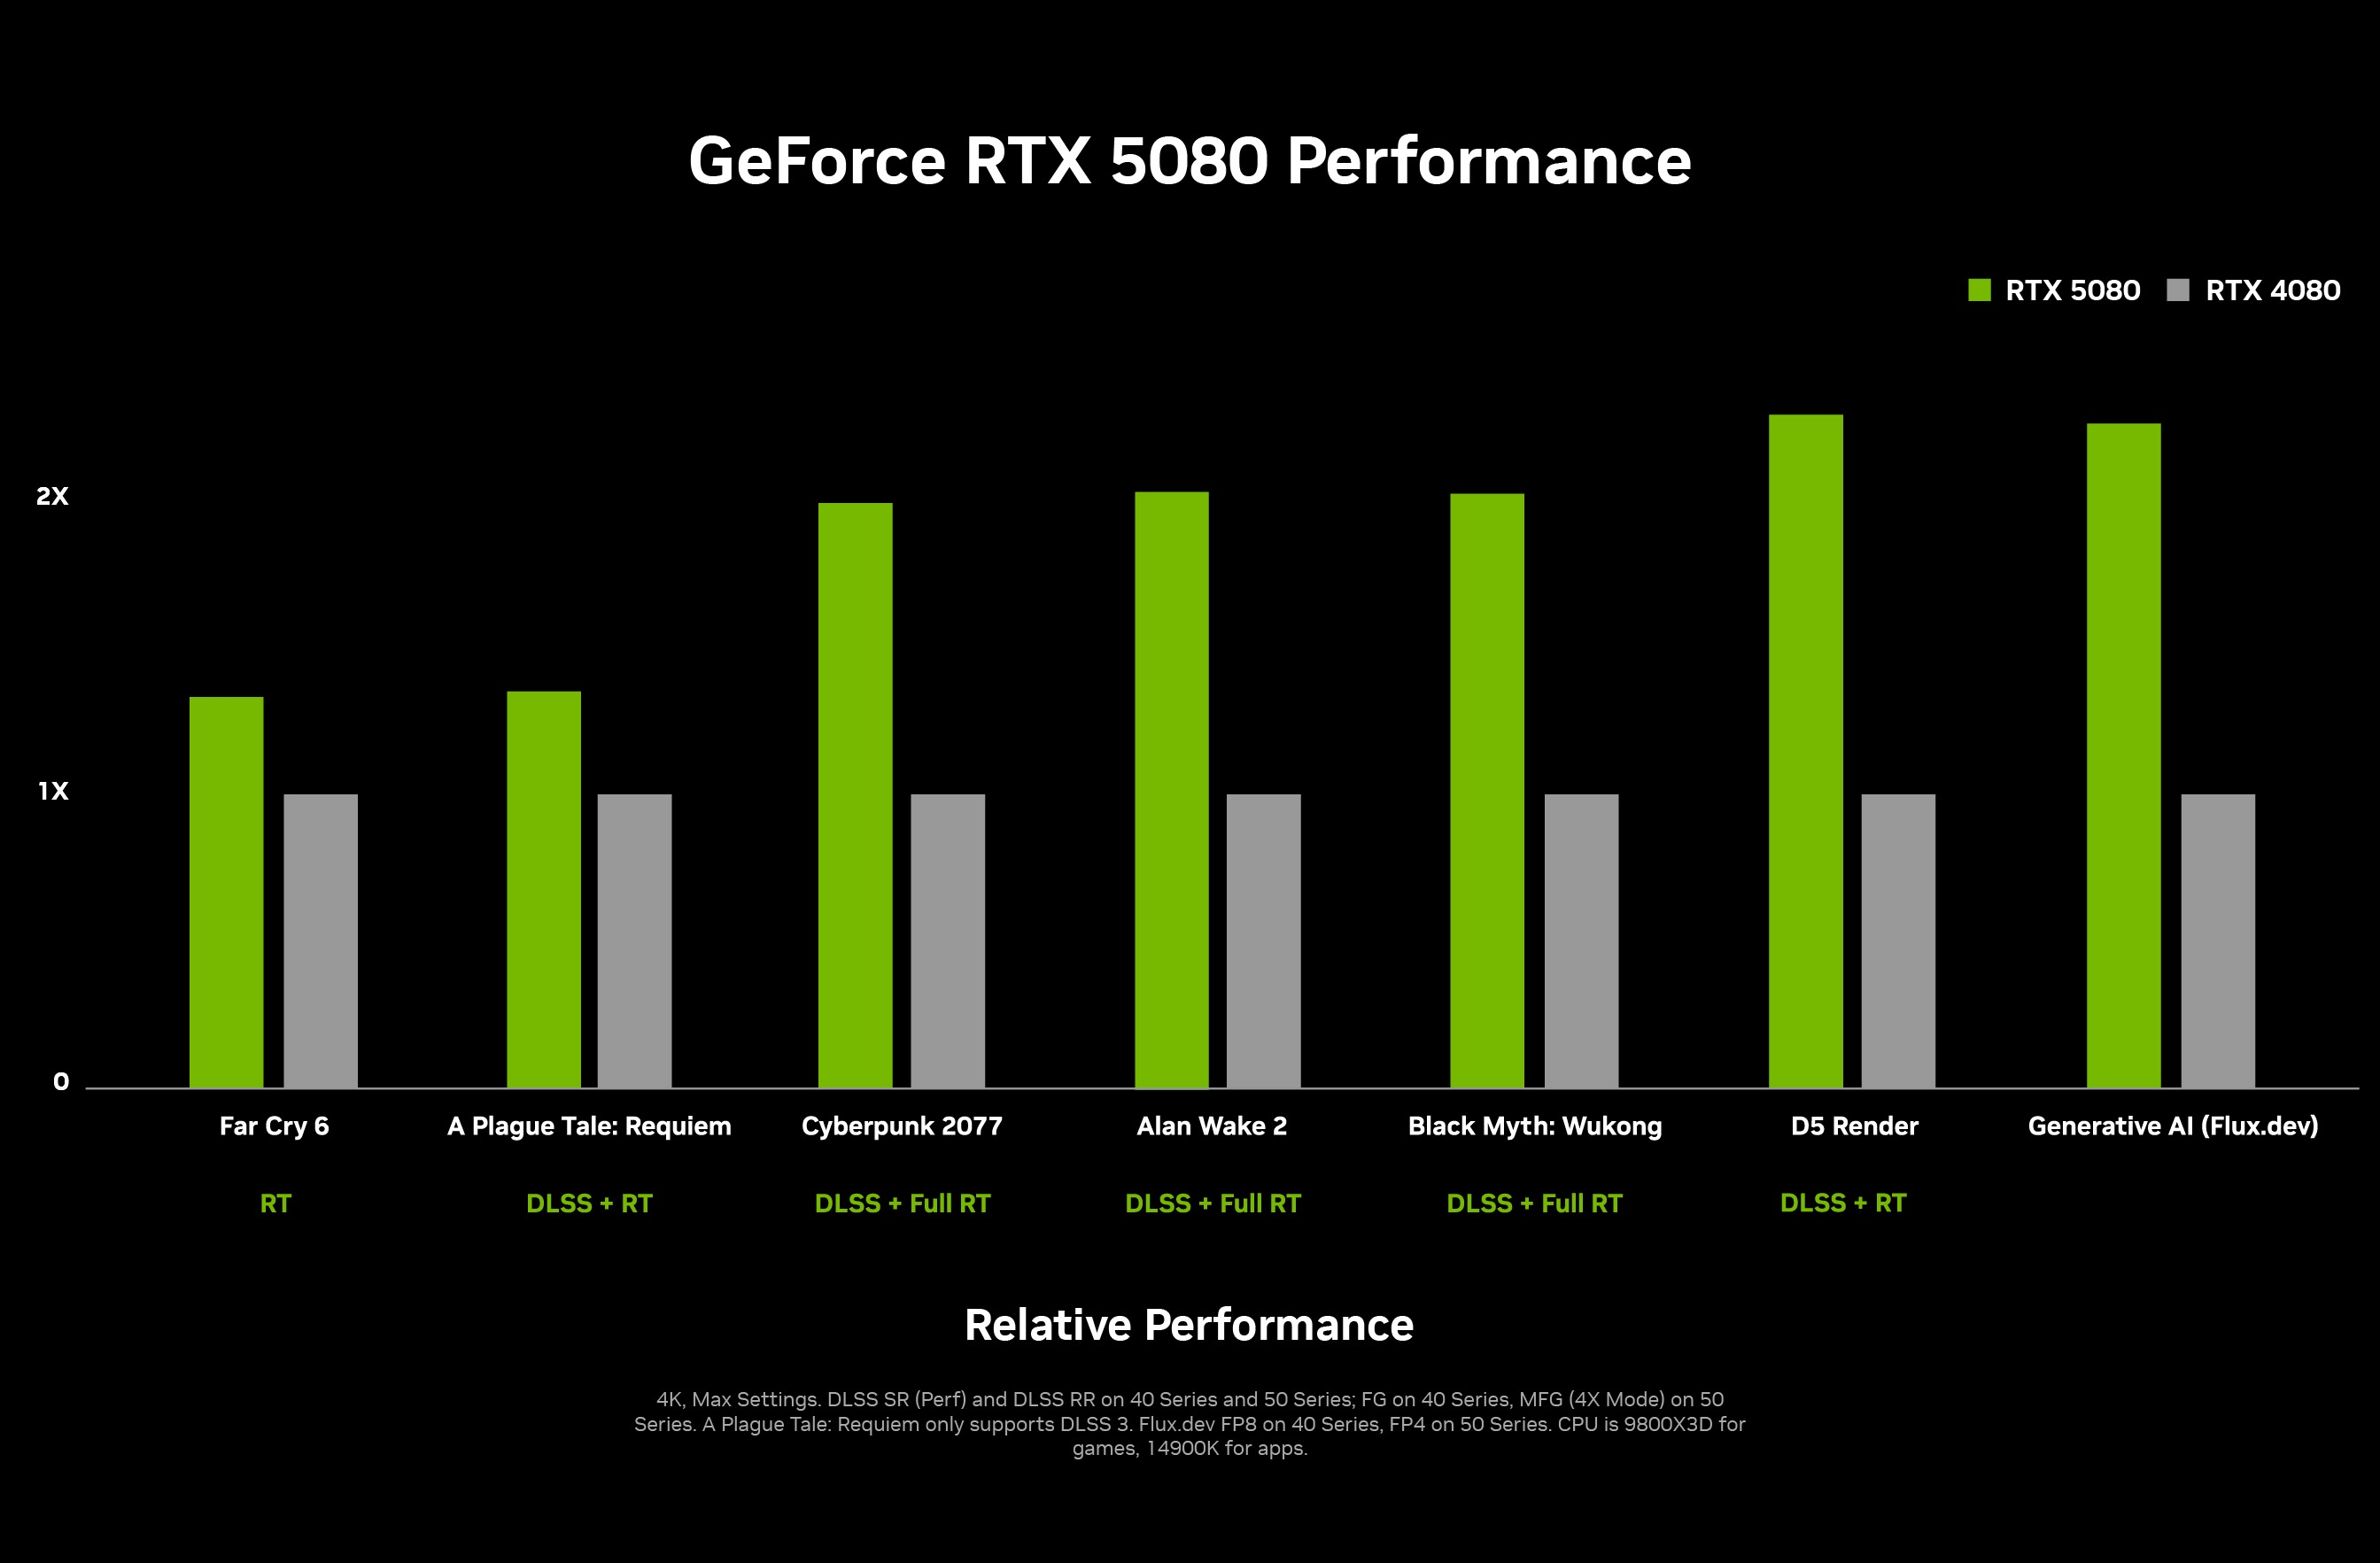 GeForce RTX 5080 Performance
RTX 5080 RTX 4080
2X
1X
0
Far Cry 6 A Plague Tale: Requiem Cyberpunk 2077 Alan Wake 2 Black Myth: Wukong D5 Render Generative AI (Flux.dev)
RT DLSS + RT DLSS + Full RT DLSS + Full RT DLSS + Full RT DLSS + RT
Relative Performance
4K, Max Settings. DLSS SR (Perf) and DLSS RR on 40 Series and 50 Series; FG on 40 Series, MFG (4X Mode) on 50
Series. A Plague Tale: Requiem only supports DLSS 3. Flux.dev FP8 on 40 Series, FP4 on 50 Series. CPU is 9800X3D for
games, 14900K for apps.